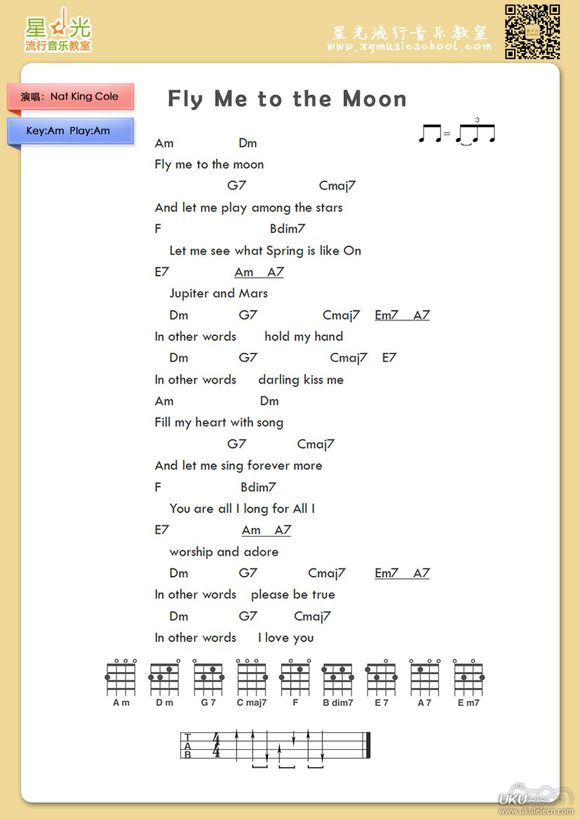 星光
流行音乐教室
星光流行音乐教室
www.xgmusicschool.com
演唱：Nat King Cole
Key:Am Play:Am
Fly Me to the Moon
= 3
Am Dm
Fly me to the moon
G7 Cmaj7
And let me play among the stars
F Bdim7
Let me see what Spring is like On
E7 Am A7
Jupiter and Mars
Dm G7 Cmaj7 Em7 A7
In other words hold my hand
Dm G7 Cmaj7 E7
In other words darling kiss me
Am Dm
Fill my heart with song
G7 Cmaj7
And let me sing forever more
F Bdim7
You are all I long for All I
E7 Am A7
worship and adore
Dm G7 Cmaj7 Em7 A7
In other words please be true
Dm G7 Cmaj7
In other words I love you
A m D m G 7 C maj7 F B dim7 E 7 A 7 E m7
T
A
B
4
4
UKUelecn
www.ukulelecn.com